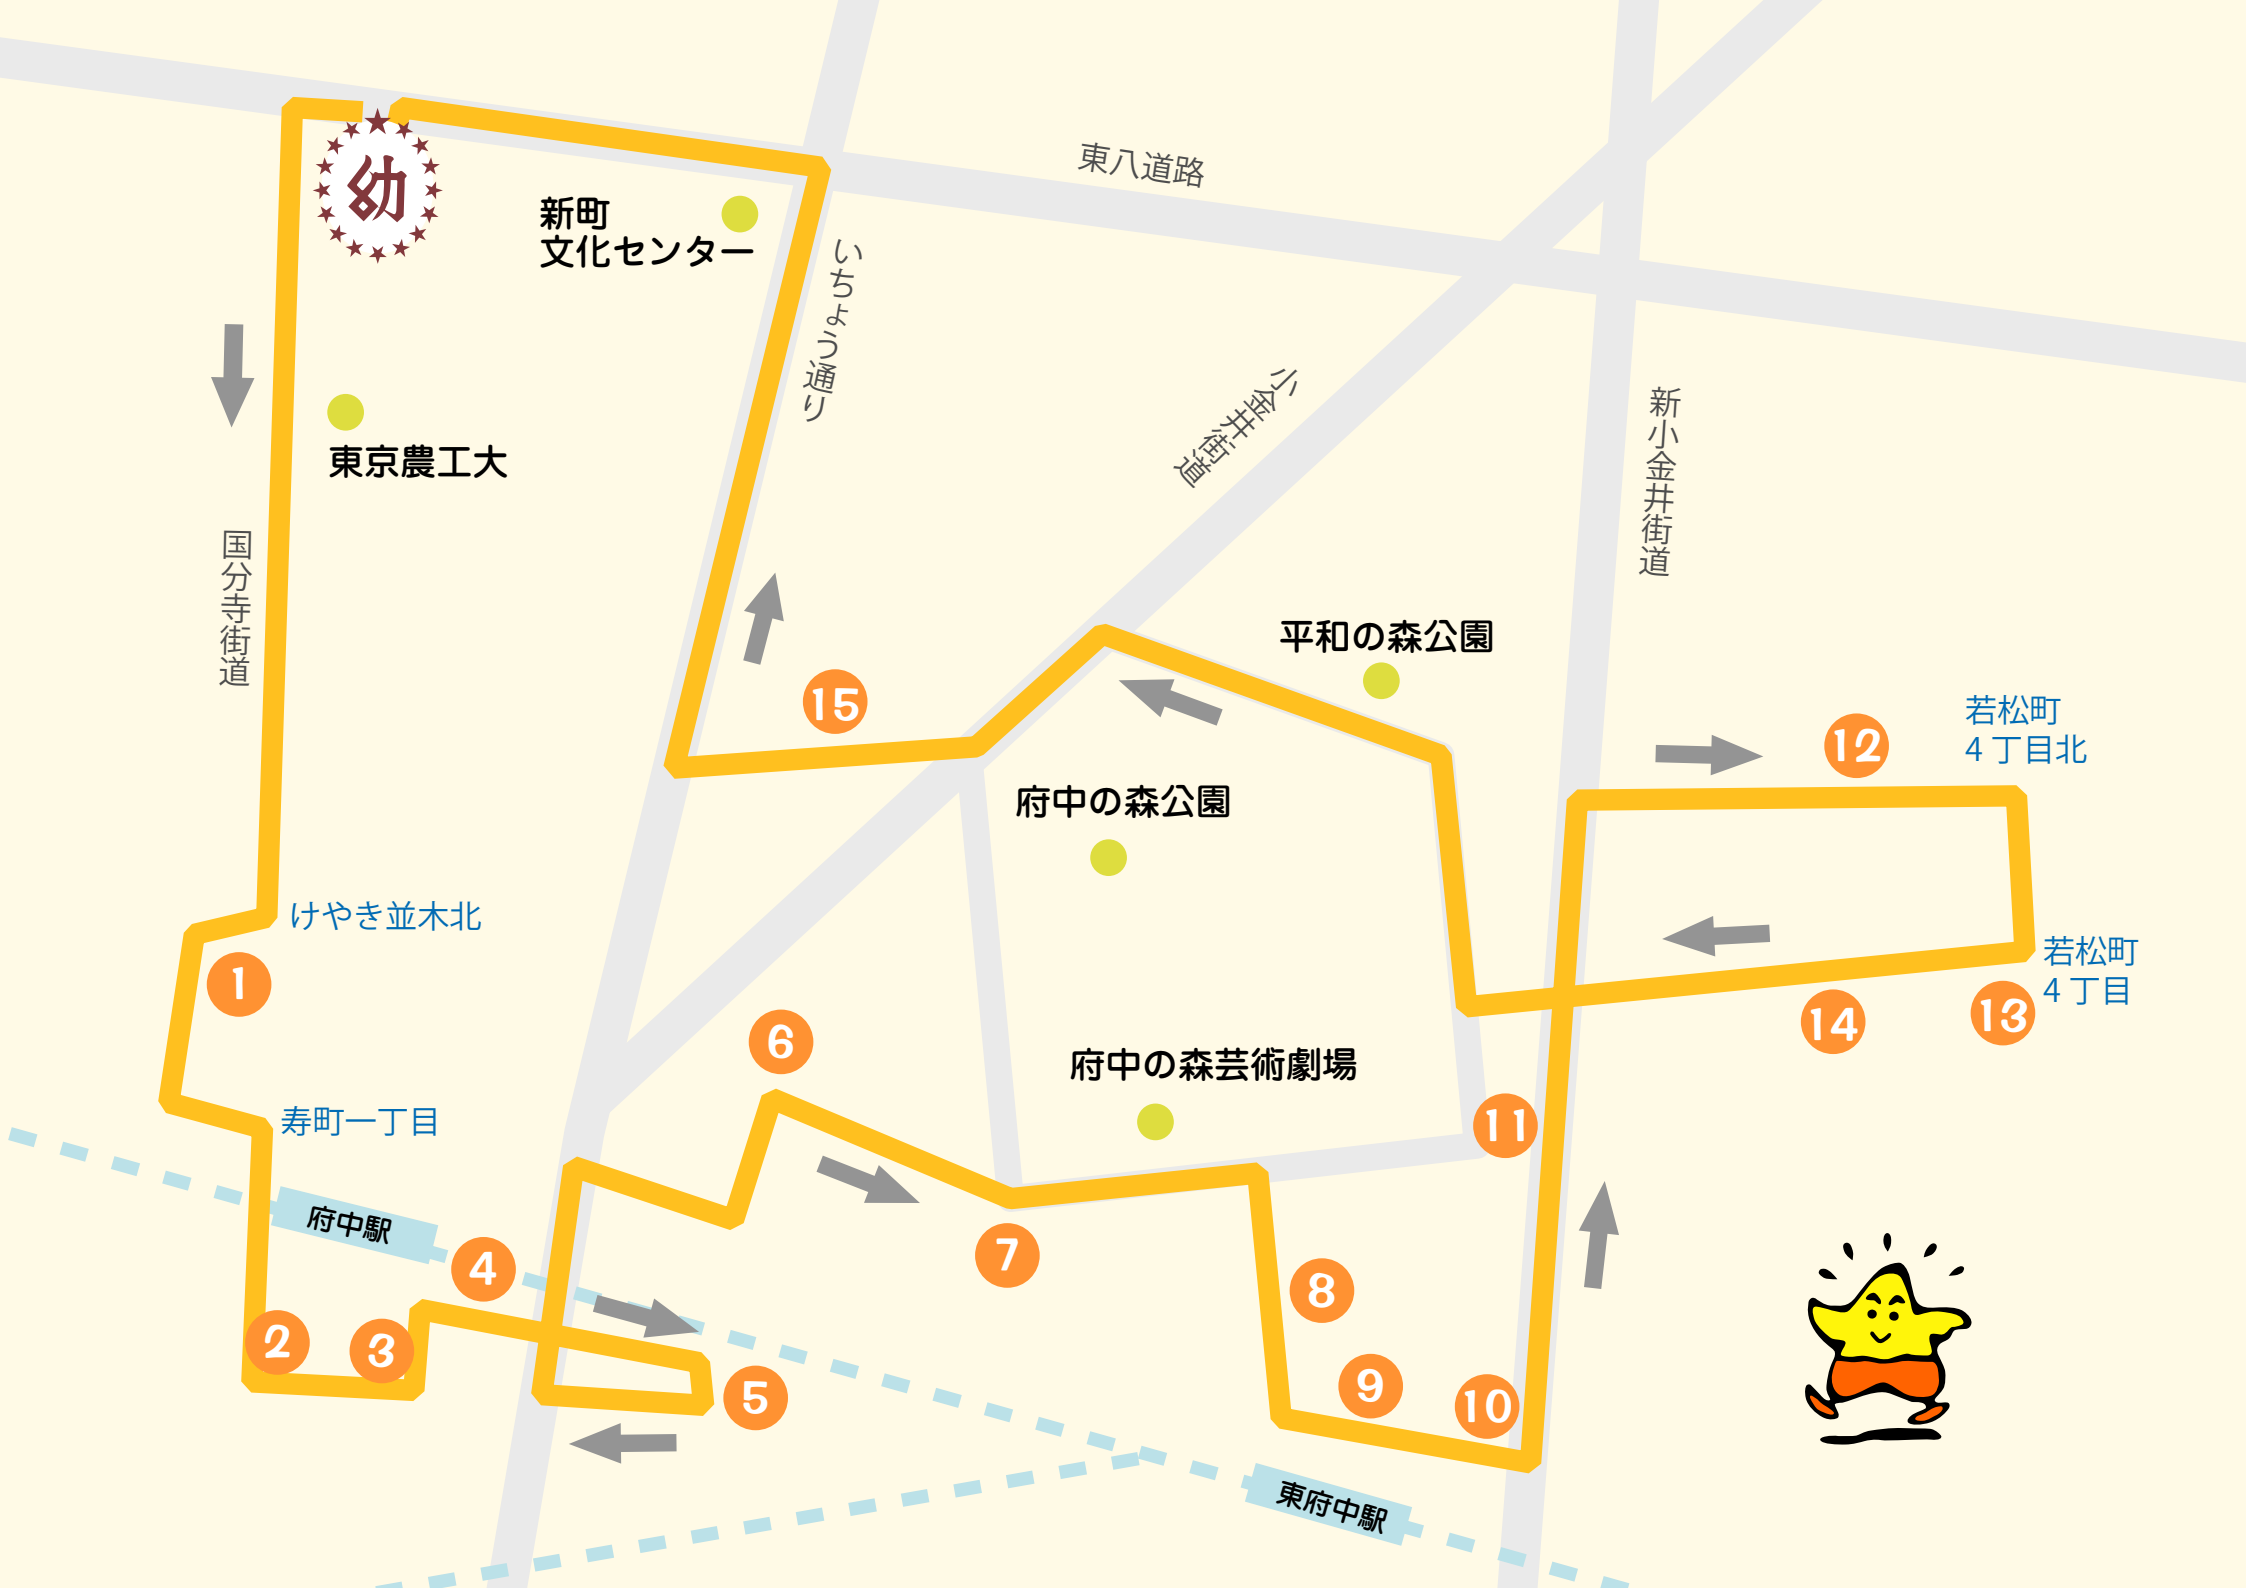 幼
東八道路
新町
文化センター
いちょう通り
小金井街道
新小金井街道
東京農工大
国分寺街道
平和の森公園
15
12
若松町
4丁目北
府中の森公園
けやき並木北
1
若松町
4丁目
13
14
6
府中の森芸術劇場
寿町一丁目
11
府中駅
4
7
8
2
3
5
9
10
東府中駅